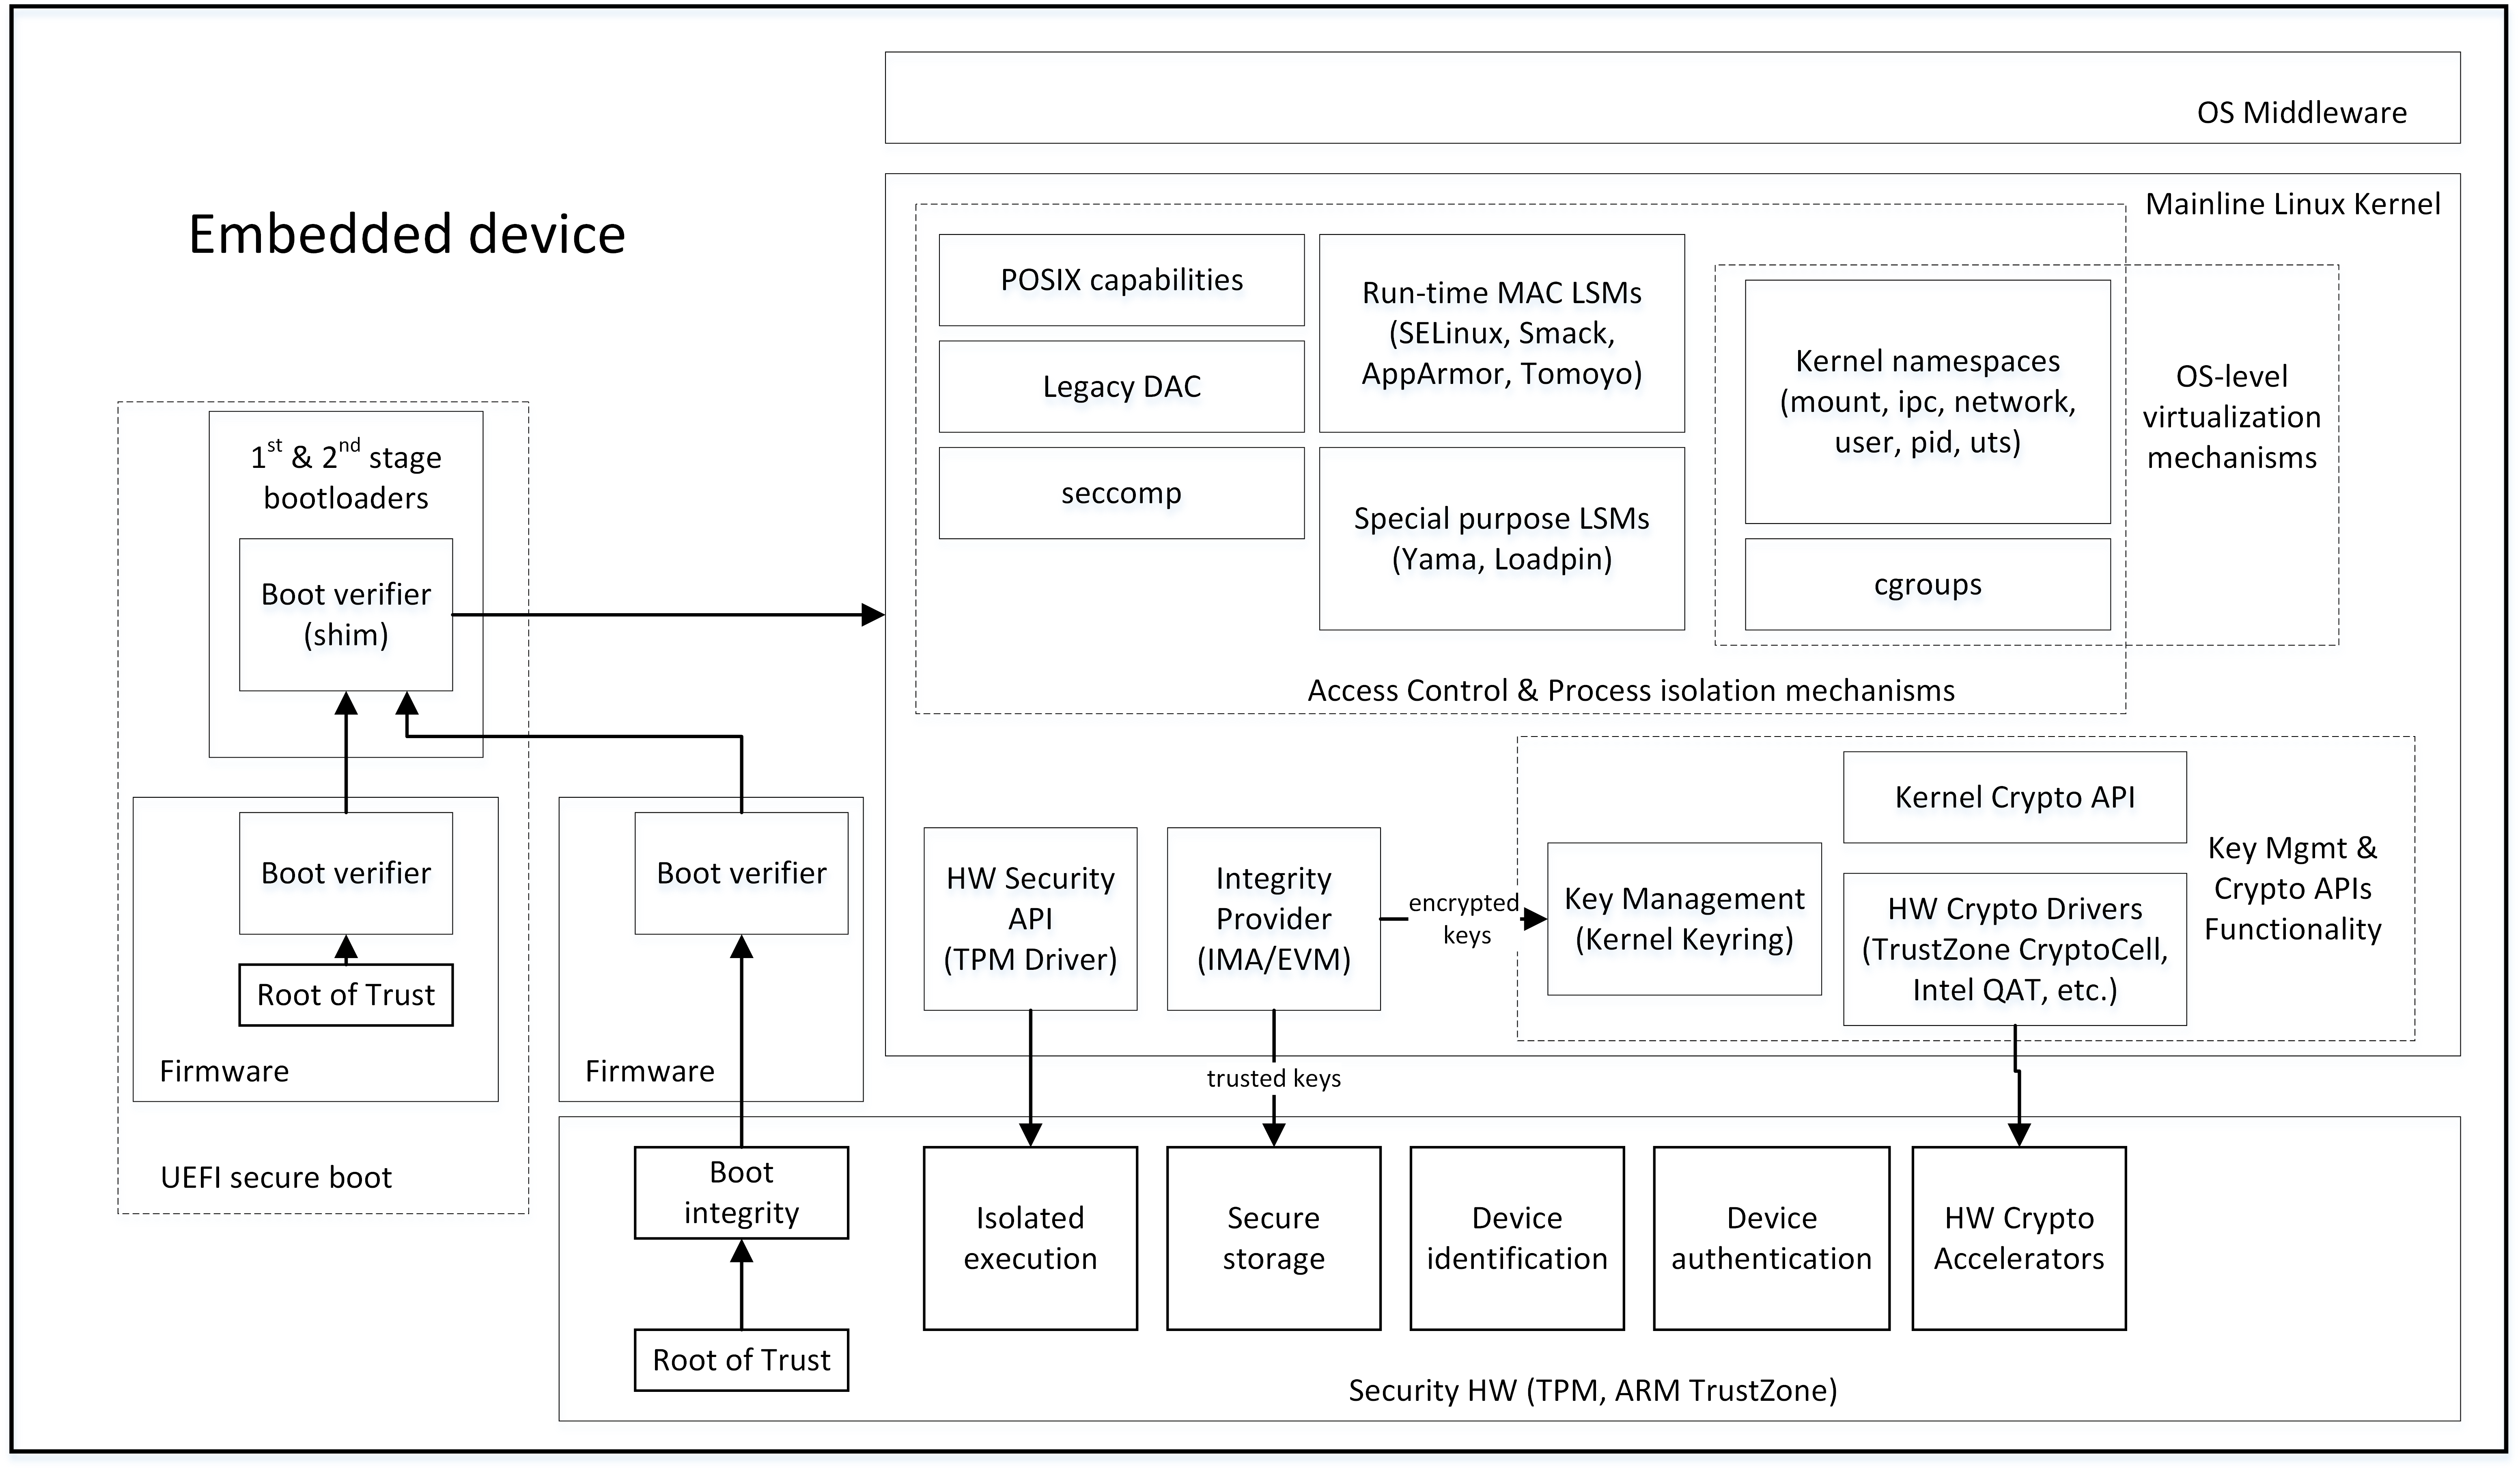 OS Middleware
Embedded device
Mainline Linux Kernel
POSIX capabilities
Legacy DAC
seccomp
Run-time MAC LSMs
(SELinux, Smack,
AppArmor, Tomoyo)
Special purpose LSMs
(Yama, Loadpin)
Kernel namespaces
(mount, ipc, network,
user, pid, uts)
cgroups
OS-level
virtualization
mechanisms
Access Control & Process isolation mechanisms
1st & 2nd stage
bootloaders
Boot verifier
(shim)
Boot verifier
Root of Trust
Firmware
UEFI secure boot
Boot verifier
Firmware
HW Security
API
(TPM Driver)
Integrity
Provider
(IMA/EVM)
encrypted
keys
Key Management
(Kernel Keyring)
Kernel Crypto API
HW Crypto Drivers
(TrustZone CryptoCell,
Intel QAT, etc.)
Key Mgmt &
Crypto APIs
Functionality
trusted keys
Boot
integrity
Root of Trust
Isolated
execution
Secure
storage
Device
identification
Device
authentication
HW Crypto
Accelerators
Security HW (TPM, ARM TrustZone)